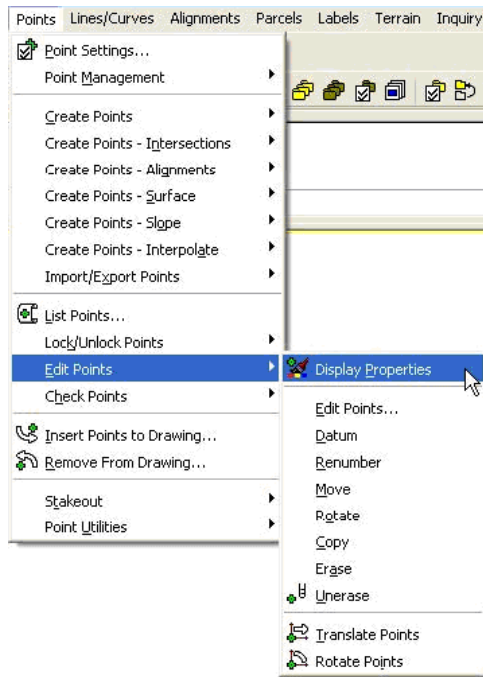 Points Lines/Curves Alignments Parcels Labels Terrain Inquiry
Point Settings...
Point Management
Create Points
Create Points - Intersections
Create Points - Alignments
Create Points - Surface
Create Points - Slope
Create Points - Interpolate
Import/Export Points
List Points...
Lock/Unlock Points
Edit Points
Check Points
Insert Points to Drawing...
Remove From Drawing...
Stakeout
Point Utilities
Display Properties
Edit Points...
Datum
Renumber
Move
Rotate
Copy
Erase
Unerase
Translate Points
Rotate Points